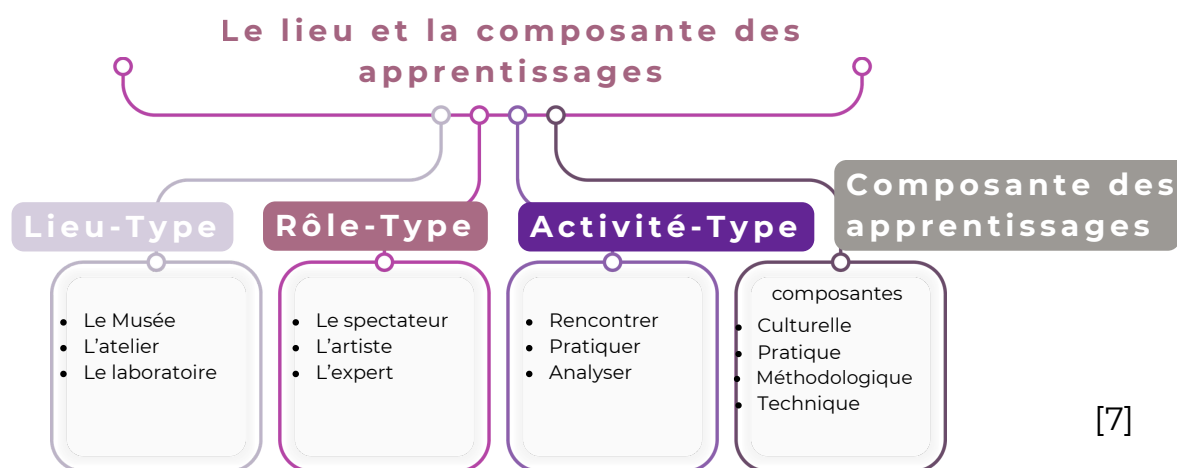 Le lieu et la composante des
apprentissages
Lieu-Type
Rôle-Type
Activité-Type
Composante des
apprentissages
• Le Musée
• L'atelier
• Le laboratoire
• Le spectateur
• L'artiste
• L'expert
• Rencontrer
• Pratiquer
• Analyser
composantes
• Culturelle
• Pratique
• Méthodologique
• Technique
[7]